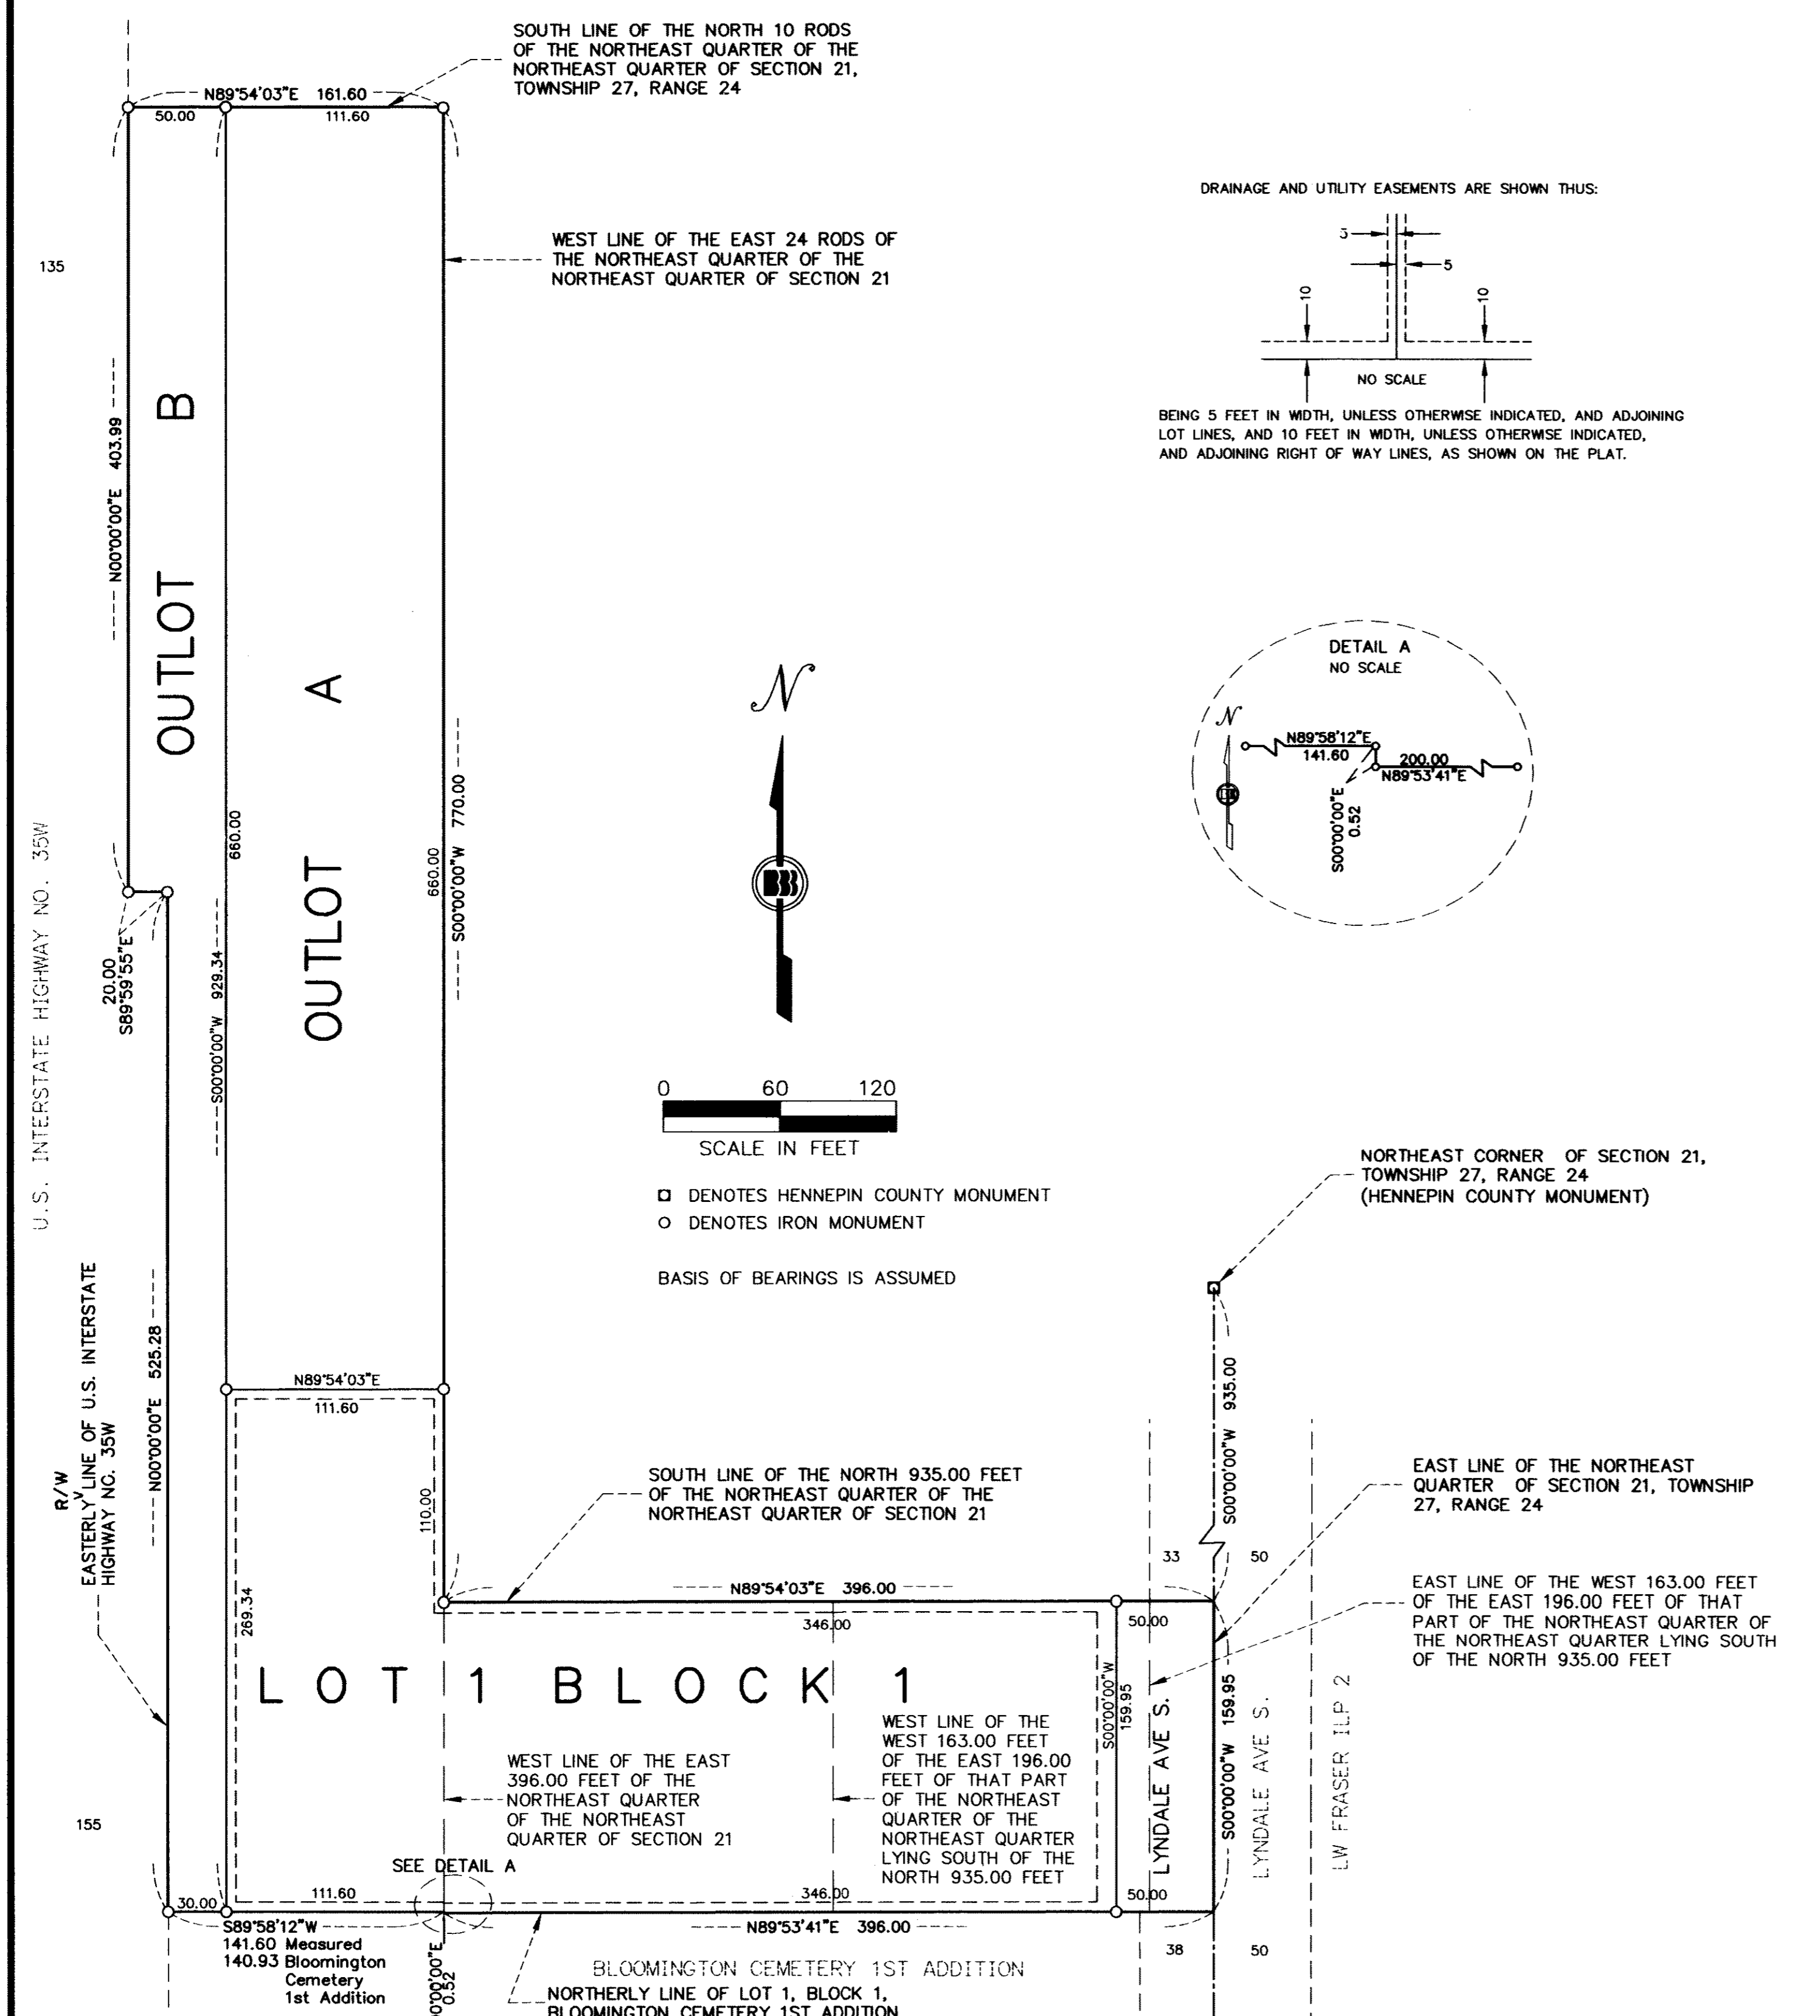 SOUTH LINE OF THE NORTH 10 RODS
OF THE NORTHEAST QUARTER OF THE
NORTHEAST QUARTER OF SECTION 21,
TOWNSHIP 27, RANGE 24
N89°54'03"E 161.60
50.00
111.60
WEST LINE OF THE EAST 24 RODS OF
THE NORTHEAST QUARTER OF THE
NORTHEAST QUARTER OF SECTION 21
DRAINAGE AND UTILITY EASEMENTS ARE SHOWN THUS:
5
5
10
10
NO SCALE
BEING 5 FEET IN WIDTH, UNLESS OTHERWISE INDICATED, AND ADJOINING
LOT LINES, AND 10 FEET IN WIDTH, UNLESS OTHERWISE INDICATED,
AND ADJOINING RIGHT OF WAY LINES, AS SHOWN ON THE PLAT.
135
N00°00'00"E 403.99
OUTLOT B
OUTLOT A
660.00
S00°00'00"W 929.34
660.00
S00°00'00"W 770.00
20.00
S89°59'55"E
U.S. INTERSTATE HIGHWAY NO. 35W
N
DETAIL A
NO SCALE
N
N89°58'12"E
141.60
200.00
N89°53'41"E
S00°00'00"E
0.52
0 60 120
SCALE IN FEET
DENOTES HENNEPIN COUNTY MONUMENT
DENOTES IRON MONUMENT
BASIS OF BEARINGS IS ASSUMED
NORTHEAST CORNER OF SECTION 21,
TOWNSHIP 27, RANGE 24
(HENNEPIN COUNTY MONUMENT)
R/W
EASTERLY LINE OF U.S. INTERSTATE
HIGHWAY NO. 35W
N00°00'00"E 525.28
N89°54'03"E
111.60
110.00
269.34
SOUTH LINE OF THE NORTH 935.00 FEET
OF THE NORTHEAST QUARTER OF THE
NORTHEAST QUARTER OF SECTION 21
S00°00'00"W 935.00
33
50
EAST LINE OF THE NORTHEAST
QUARTER OF SECTION 21, TOWNSHIP
27, RANGE 24
EAST LINE OF THE WEST 163.00 FEET
OF THE EAST 196.00 FEET OF THAT
PART OF THE NORTHEAST QUARTER OF
THE NORTHEAST QUARTER LYING SOUTH
OF THE NORTH 935.00 FEET
N89°54'03"E 396.00
346.00
50.00
LOT 1 BLOCK 1
S00°00'00"W
159.95
LYNDALE AVE S.
S00°00'00"W 159.95
LYNDALE AVE S.
LW FRASER ILP 2
WEST LINE OF THE EAST
396.00 FEET OF THE
NORTHEAST QUARTER
OF THE NORTHEAST
QUARTER OF SECTION 21
WEST LINE OF THE
WEST 163.00 FEET
OF THE EAST 196.00
FEET OF THAT PART
OF THE NORTHEAST
QUARTER OF THE
NORTHEAST QUARTER
LYING SOUTH OF THE
NORTH 935.00 FEET
155
SEE DETAIL A
30.00
111.60
346.00
50.00
S89°58'12"W
141.60 Measured
140.93 Bloomington
Cemetery
1st Addition
N89°53'41"E 396.00
38
50
0.52
BLOOMINGTON CEMETERY 1ST ADDITION
NORTHERLY LINE OF LOT 1, BLOCK 1,
BLOOMINGTON CEMETERY 1ST ADDITION